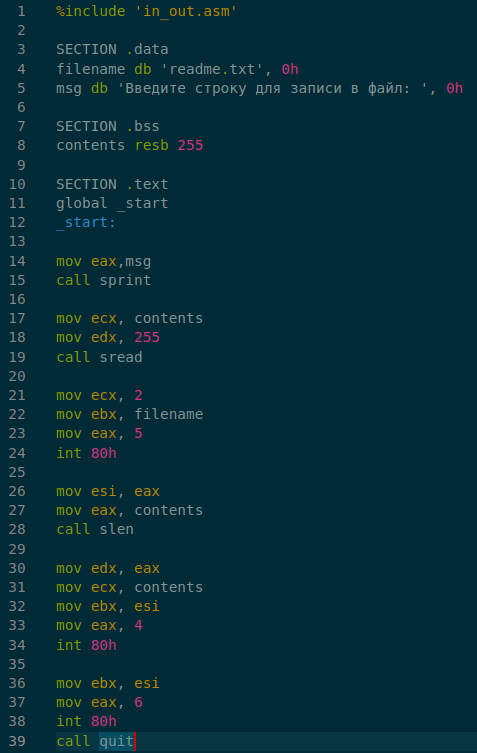 1 %include 'in_out.asm'
2
3 SECTION .data
4 filename db 'readme.txt', 0h
5 msg db 'Введите строку для записи в файл: ', 0h
6
7 SECTION .bss
8 contents resb 255
9
10 SECTION .text
11 global _start
12 _start:
13
14 mov eax,msg
15 call sprint
16
17 mov ecx, contents
18 mov edx, 255
19 call sread
20
21 mov ecx, 2
22 mov ebx, filename
23 mov eax, 5
24 int 80h
25
26 mov esi, eax
27 mov eax, contents
28 call slen
29
30 mov edx, eax
31 mov ecx, contents
32 mov ebx, esi
33 mov eax, 4
34 int 80h
35
36 mov ebx, esi
37 mov eax, 6
38 int 80h
39 call quit